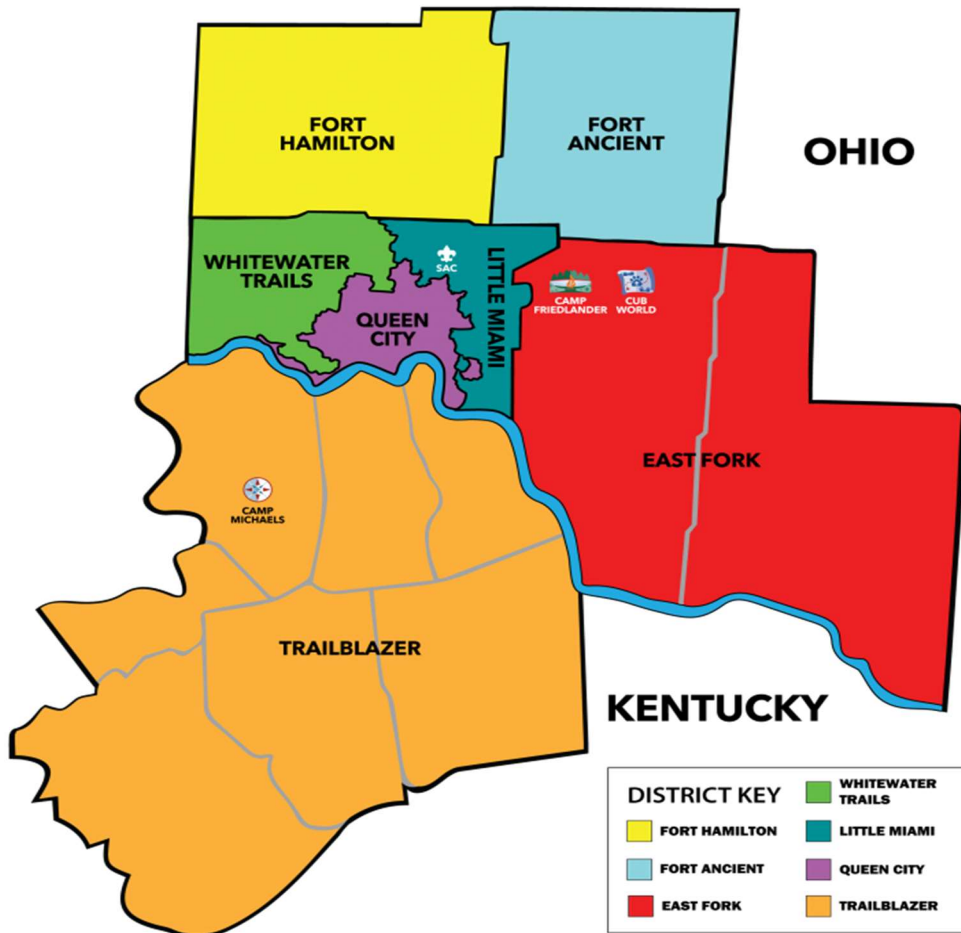 FORT
HAMILTON
FORT
ANCIENT
OHIO
WHITEWATER
TRAILS
SAC
LITTLE MIAMI
CAMP
FRIEDLANDER
CUB
WORLD
QUEEN
CITY
EAST FORK
CAMP
MICHAELS
TRAILBLAZER
KENTUCKY
DISTRICT KEY
FORT HAMILTON
FORT ANCIENT
EAST FORK
WHITEWATER
TRAILS
LITTLE MIAMI
QUEEN CITY
TRAILBLAZER